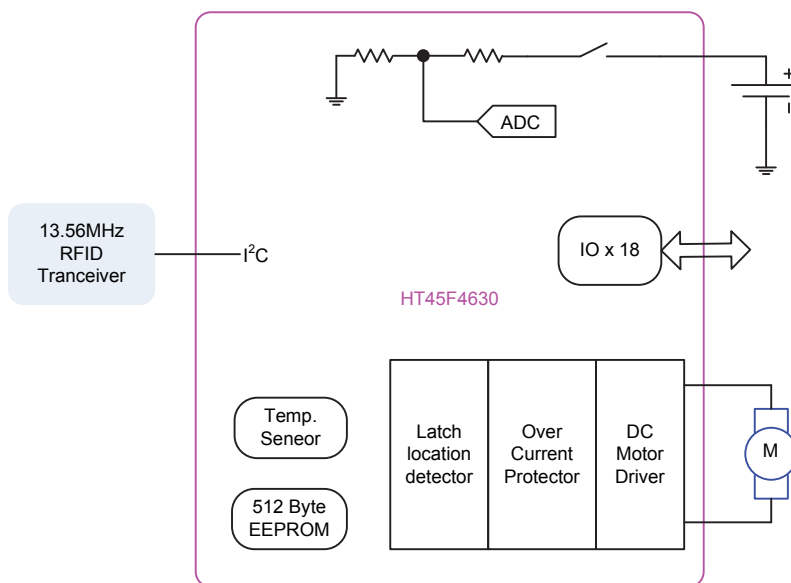 ADC
+
13.56MHz
RFID
Tranceiver
I²C
IO x 18
HT45F4630
Temp.
Seneor
512 Byte
EEPROM
Latch
location
detector
Over
Current
Protector
DC
Motor
Driver
M